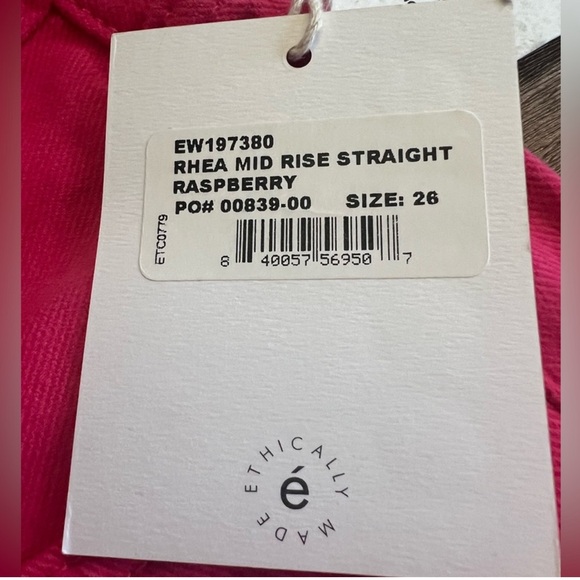 EW197380
RHEA MID RISE STRAIGHT
RASPBERRY
PO# 00839-00 SIZE: 26
ETC0779
8 40057 56950 7
ETHICALLY MADE
é